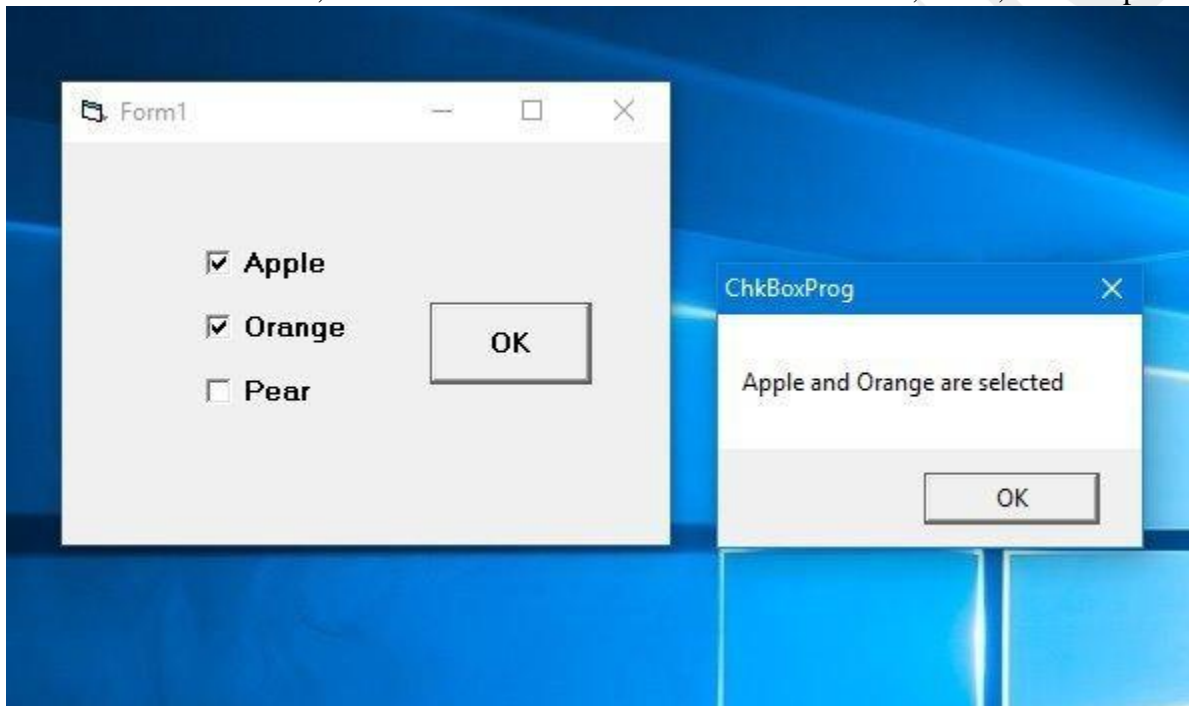 Form1
Apple
Orange
OK
Pear
ChkBoxProg
Apple and Orange are selected
OK